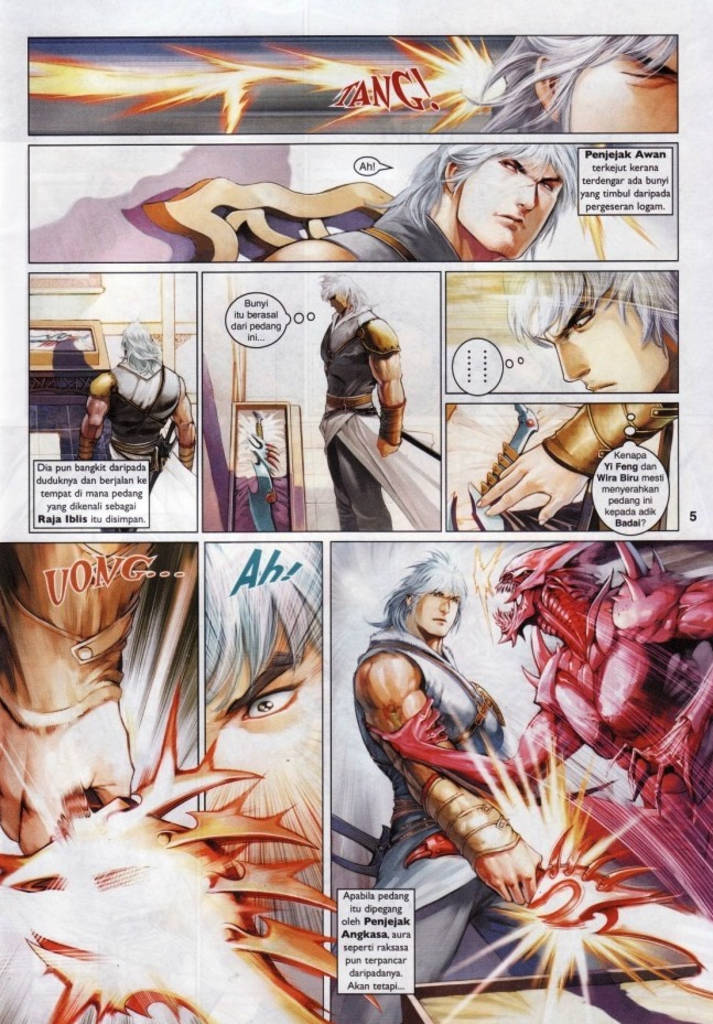 TANG!
Ah!
Penjejak Awan
terkejut kerana
terdengar ada bunyi
yang timbul daripada
pergeseran logam.
Dia pun bangkit daripada
duduknya dan berjalan ke
tempat di mana pedang
yang dikenali sebagai
Raja Iblis itu disimpan.
Bunyi
itu berasal
dari pedang
ini...
Kenapa
Yi Feng dan
Wira Biru mesti
menyerahkan
pedang ini
kepada adik
Badai?
5
UONG...
Ah!
Apabila pedang
itu dipegang
oleh Penjejak
Angkasa, aura
seperti raksasa
pun terpancar
daripadanya.
Akan tetapi...